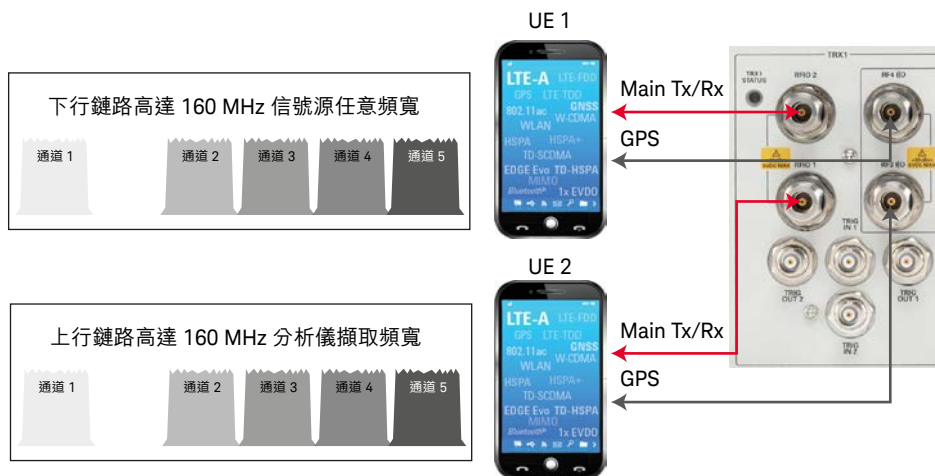 下行鏈路高達 160 MHz 信號源任意頻寬
通道 1
通道 2
通道 3
通道 4
通道 5
上行鏈路高達 160 MHz 分析儀擷取頻寬
通道 1
通道 2
通道 3
通道 4
通道 5
UE 1
LTE-A LTE-FDD
GPS LTE-TDD
802.11ac GNSS
W-CDMA
WLAN
HSPA HSPA+
TD-SCDMA
EDGE Evo TD-HSPA
MIMO
Bluetooth® 1x EVDO
UE 2
LTE-A LTE-FDD
GPS LTE-TDD
802.11ac GNSS
W-CDMA
WLAN
HSPA HSPA+
TD-SCDMA
EDGE Evo TD-HSPA
MIMO
Bluetooth® 1x EVDO
Main Tx/Rx
GPS
Main Tx/Rx
GPS
TRX1
TRX1
STATUS
RFIO 2
RFIO 1
TRIG
IN 1
TRIG
OUT 2
TRIG
OUT 1
TRIG
IN 2